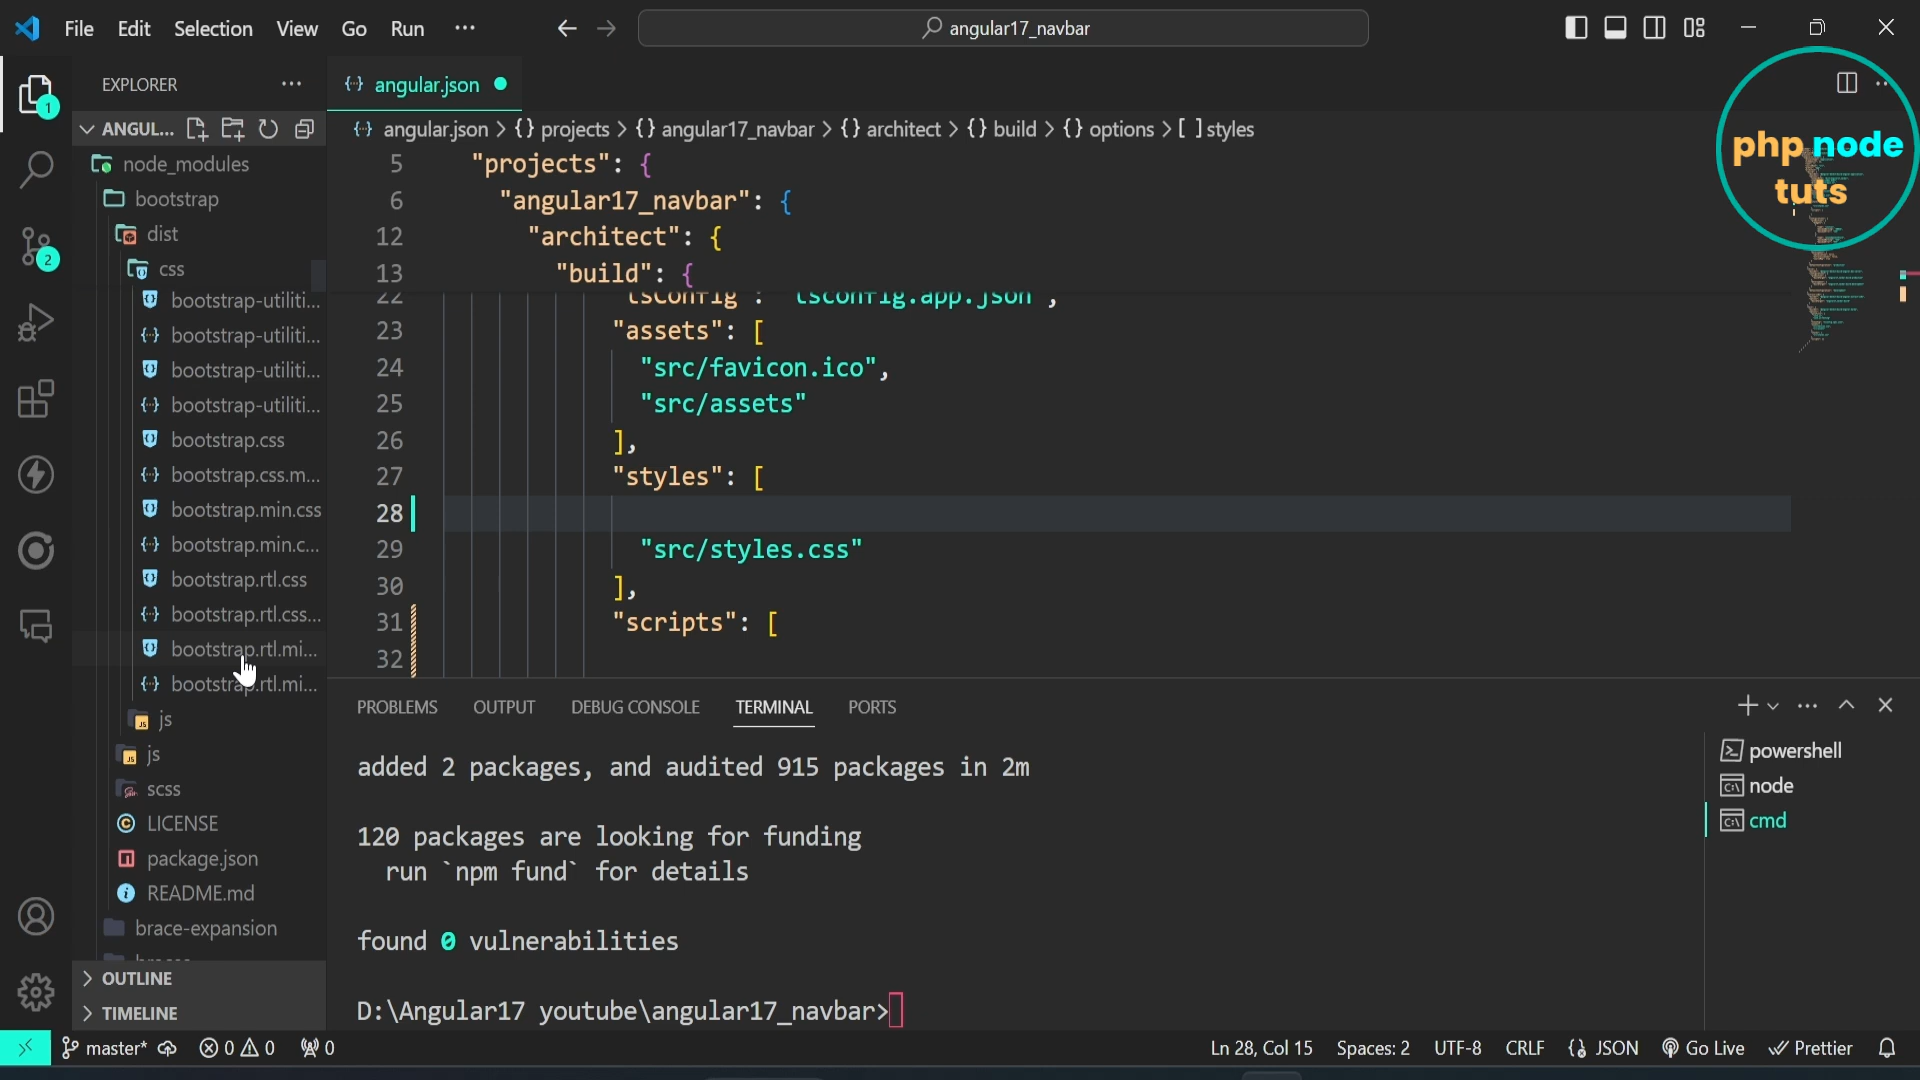 File Edit Selection View Go Run ···
angular17_navbar
EXPLORER ···
ANGUL...
node_modules
bootstrap
dist
css
bootstrap-utiliti...
bootstrap-utiliti...
bootstrap-utiliti...
bootstrap-utiliti...
bootstrap.css
bootstrap.css.m...
bootstrap.min.css
bootstrap.min.c...
bootstrap.rtl.css
bootstrap.rtl.css...
bootstrap.rtl.mi...
bootstrap.rtl.mi...
js
js
scss
LICENSE
package.json
README.md
brace-expansion
OUTLINE
TIMELINE
1
2
angular.json
angular.json > {} projects > {} angular17_navbar > {} architect > {} build > {} options > [ ] styles
5 "projects": {
6 "angular17_navbar": {
12 "architect": {
13 "build": {
22 "tsConfig": "tsconfig.app.json",
23 "assets": [
24 "src/favicon.ico",
25 "src/assets"
26 ],
27 "styles": [
28
29 "src/styles.css"
30 ],
31 "scripts": [
32
php node
tuts
PROBLEMS OUTPUT DEBUG CONSOLE TERMINAL PORTS
added 2 packages, and audited 915 packages in 2m
120 packages are looking for funding
run `npm fund` for details
found 0 vulnerabilities
D:\Angular17 youtube\angular17_navbar>
powershell
node
cmd
master* 0 0 0 Ln 28, Col 15 Spaces: 2 UTF-8 CRLF {} JSON Go Live Prettier